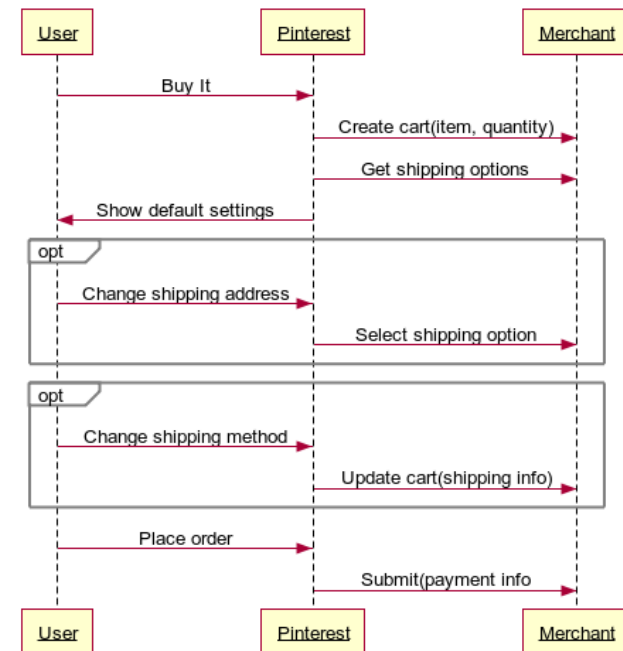 User Pinterest Merchant
Buy It
Create cart(item, quantity)
Get shipping options
Show default settings
opt
Change shipping address
Select shipping option
opt
Change shipping method
Update cart(shipping info)
Place order
Submit(payment info
User Pinterest Merchant